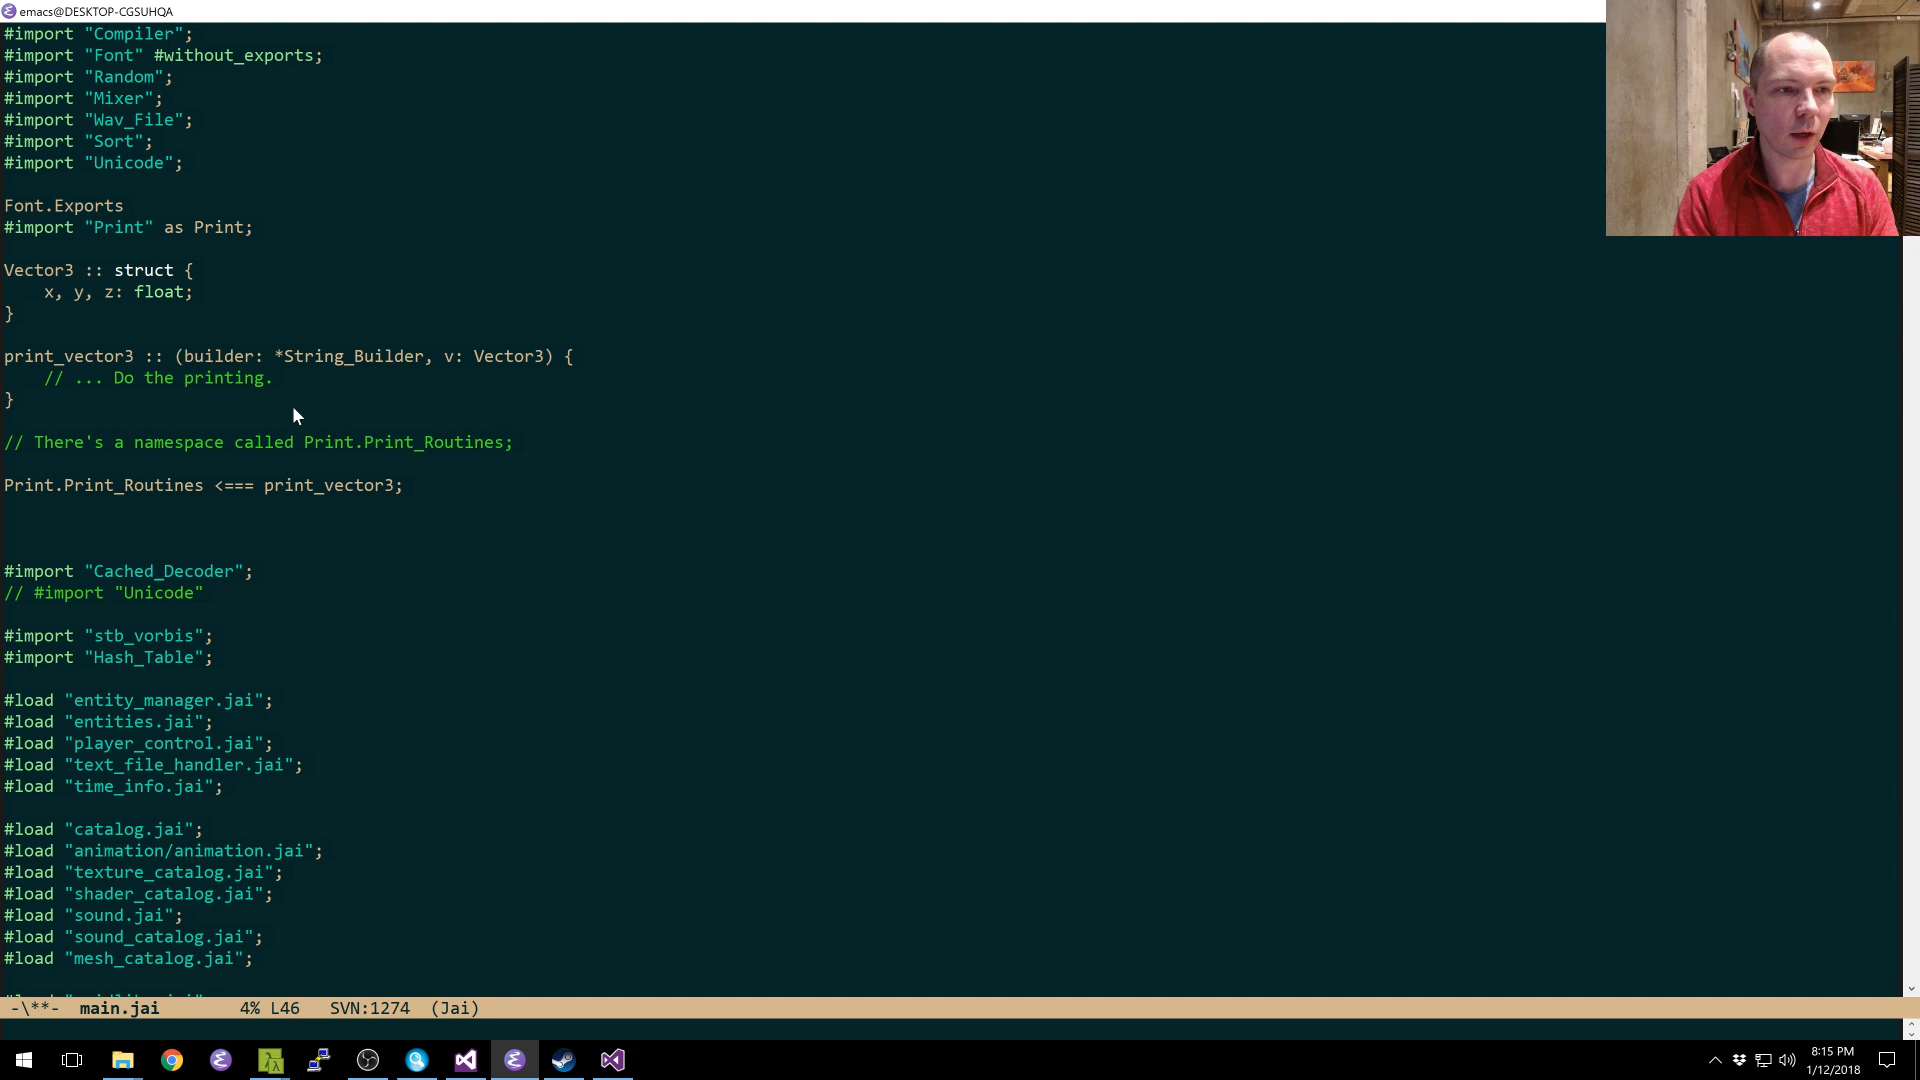 emacs@DESKTOP-CGSUHQA
#import "Compiler";
#import "Font" #without_exports;
#import "Random";
#import "Mixer";
#import "Wav_File";
#import "Sort";
#import "Unicode";
Font.Exports
#import "Print" as Print;
Vector3 :: struct {
x, y, z: float;
}
print_vector3 :: (builder: *String_Builder, v: Vector3) {
// ... Do the printing.
}
// There's a namespace called Print.Print_Routines;
Print.Print_Routines <=== print_vector3;
#import "Cached_Decoder";
// #import "Unicode"
#import "stb_vorbis";
#import "Hash_Table";
#load "entity_manager.jai";
#load "entities.jai";
#load "player_control.jai";
#load "text_file_handler.jai";
#load "time_info.jai";
#load "catalog.jai";
#load "animation/animation.jai";
#load "texture_catalog.jai";
#load "shader_catalog.jai";
#load "sound.jai";
#load "sound_catalog.jai";
#load "mesh_catalog.jai";
-\**- main.jai 4% L46 SVN:1274 (Jai)
8:15 PM
1/12/2018